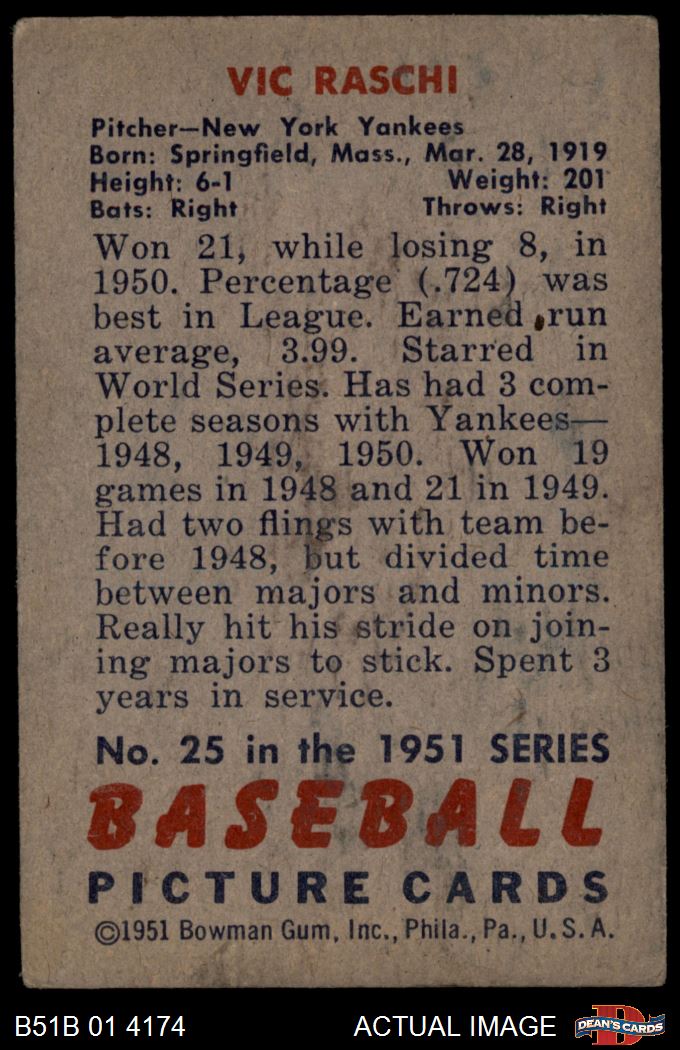 VIC RASCHI
Pitcher—New York Yankees
Born: Springfield, Mass., Mar. 28, 1919
Height: 6-1 Weight: 201
Bats: Right Throws: Right
Won 21, while losing 8, in
1950. Percentage (.724) was
best in League. Earned run
average, 3.99. Starred in
World Series. Has had 3 com-
plete seasons with Yankees—
1948, 1949, 1950. Won 19
games in 1948 and 21 in 1949.
Had two flings with team be-
fore 1948, but divided time
between majors and minors.
Really hit his stride on join-
ing majors to stick. Spent 3
years in service.
No. 25 in the 1951 SERIES
BASEBALL
PICTURE CARDS
©1951 Bowman Gum, Inc., Phila., Pa., U.S.A.
B51B 01 4174 ACTUAL IMAGE
D
DEAN'S CARDS